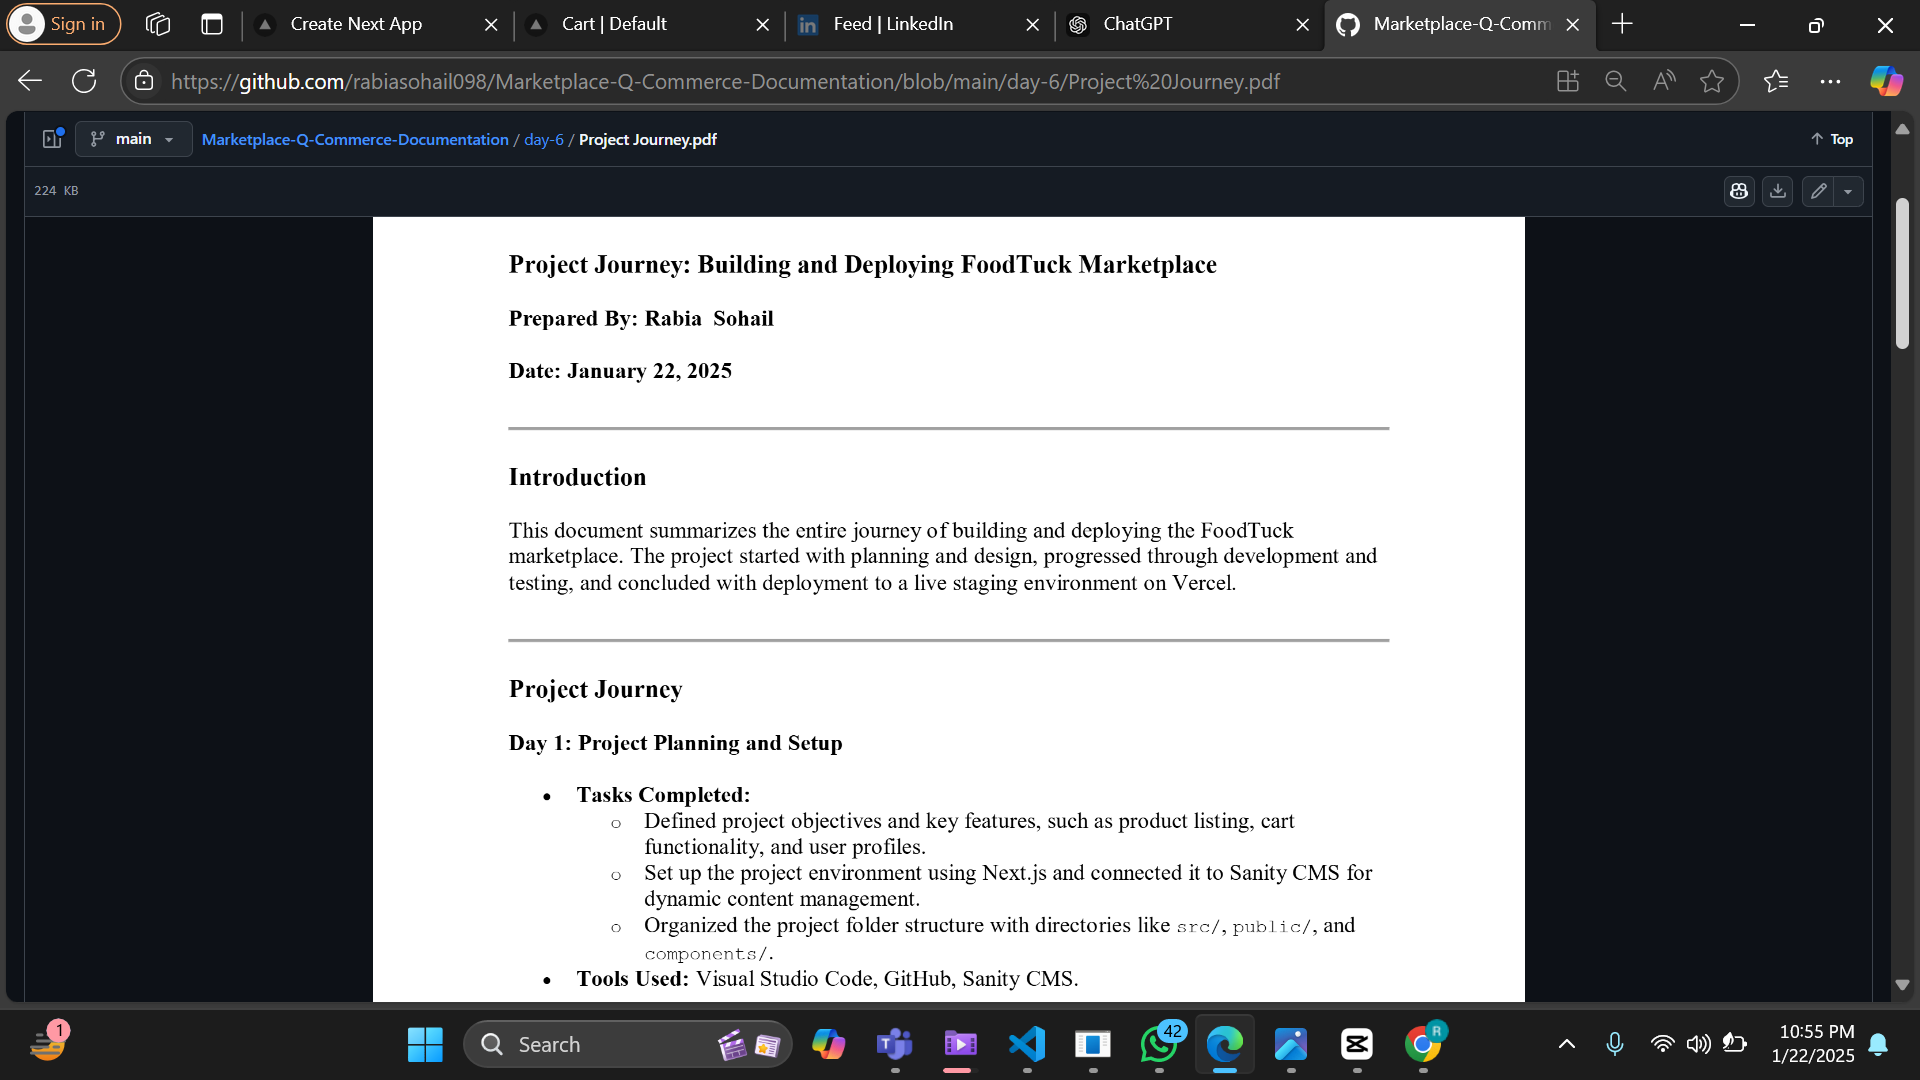 Sign in
Create Next App
Cart | Default
Feed | LinkedIn
ChatGPT
Marketplace-Q-Comm
https://github.com/rabiasohail098/Marketplace-Q-Commerce-Documentation/blob/main/day-6/Project%20Journey.pdf
main
Marketplace-Q-Commerce-Documentation / day-6 / Project Journey.pdf
Top
224 KB
Project Journey: Building and Deploying FoodTuck Marketplace
Prepared By: Rabia  Sohail
Date: January 22, 2025
Introduction
This document summarizes the entire journey of building and deploying the FoodTuck
marketplace. The project started with planning and design, progressed through development and
testing, and concluded with deployment to a live staging environment on Vercel.
Project Journey
Day 1: Project Planning and Setup
• Tasks Completed:
o Defined project objectives and key features, such as product listing, cart
functionality, and user profiles.
o Set up the project environment using Next.js and connected it to Sanity CMS for
dynamic content management.
o Organized the project folder structure with directories like src/, public/, and
components/.
• Tools Used: Visual Studio Code, GitHub, Sanity CMS.
1
Search
42
R
10:55 PM
1/22/2025